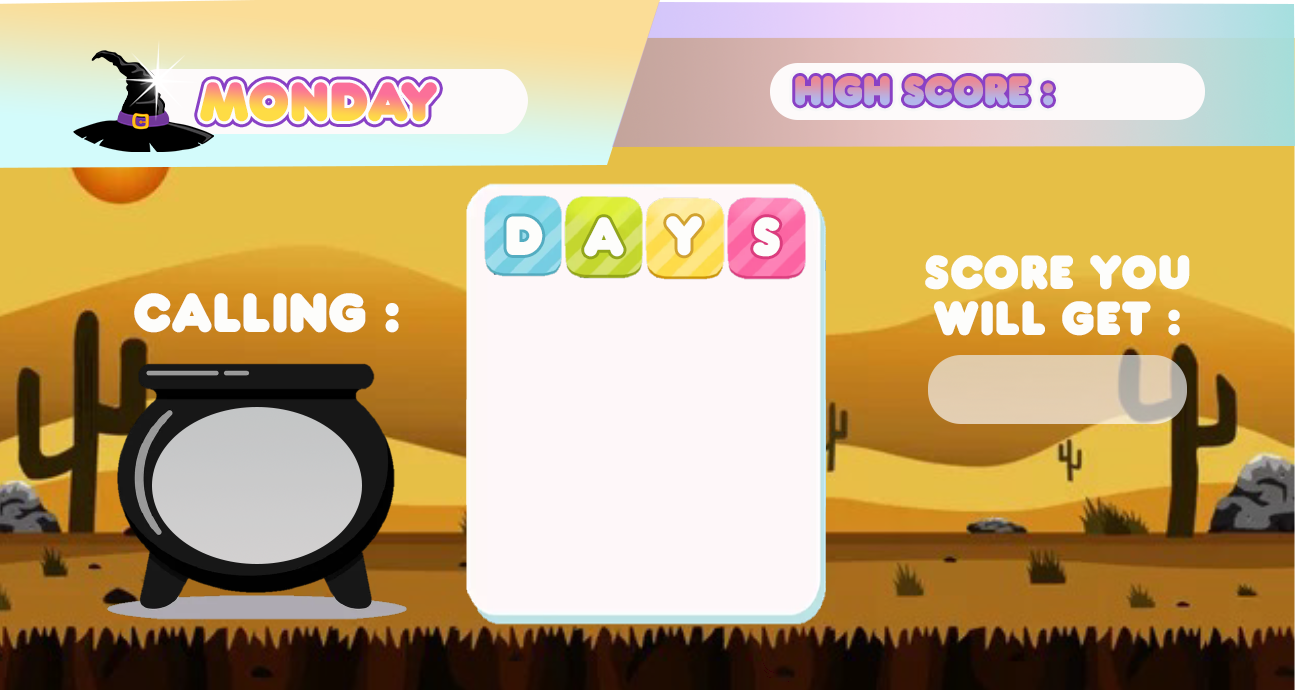 MONDAY
HIGH SCORE :
DAYS
CALLING :
SCORE YOU
WILL GET :